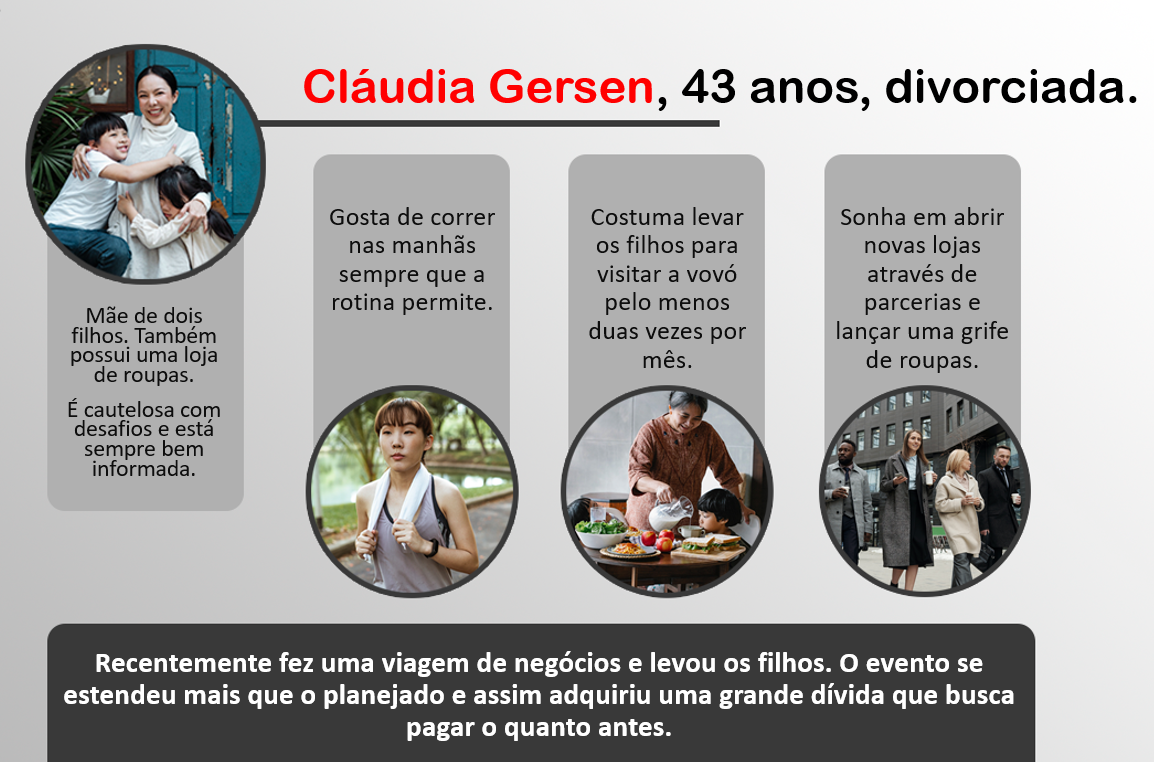 Cláudia Gersen, 43 anos, divorciada.
Mãe de dois
filhos. Também
possui uma loja
de roupas.
É cautelosa com
desafios e está
sempre bem
informada.
Gosta de correr
nas manhãs
sempre que a
rotina permite.
Costuma levar
os filhos para
visitar a vovó
pelo menos
duas vezes por
mês.
Sonha em abrir
novas lojas
através de
parcerias e
lançar uma grife
de roupas.
Recentemente fez uma viagem de negócios e levou os filhos. O evento se
estendeu mais que o planejado e assim adquiriu uma grande dívida que busca
pagar o quanto antes.